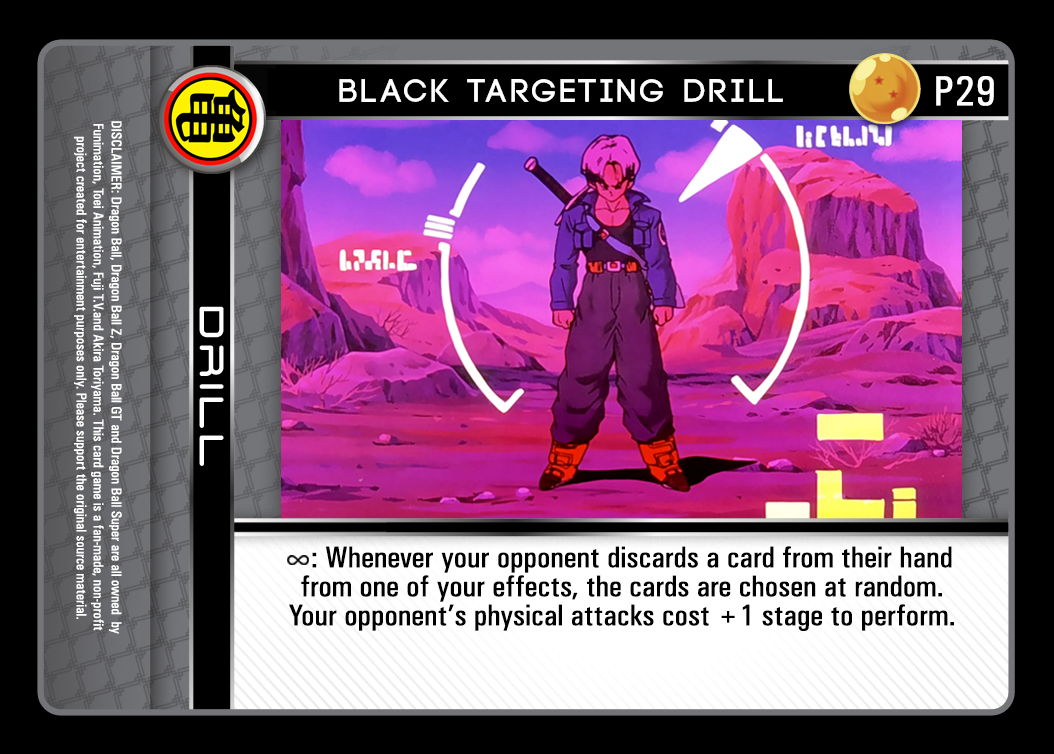 BLACK TARGETING DRILL
P29
DRILL
∞: Whenever your opponent discards a card from their hand
from one of your effects, the cards are chosen at random.
Your opponent's physical attacks cost +1 stage to perform.
DISCLAIMER: Dragon Ball, Dragon Ball Z, Dragon Ball GT and Dragon Ball Super are all owned by
Funimation, Toei Animation, Fuji T.V.and Akira Toriyama. This card game is a fan-made, non-profit
project created for entertainment purposes only. Please support the original source material.